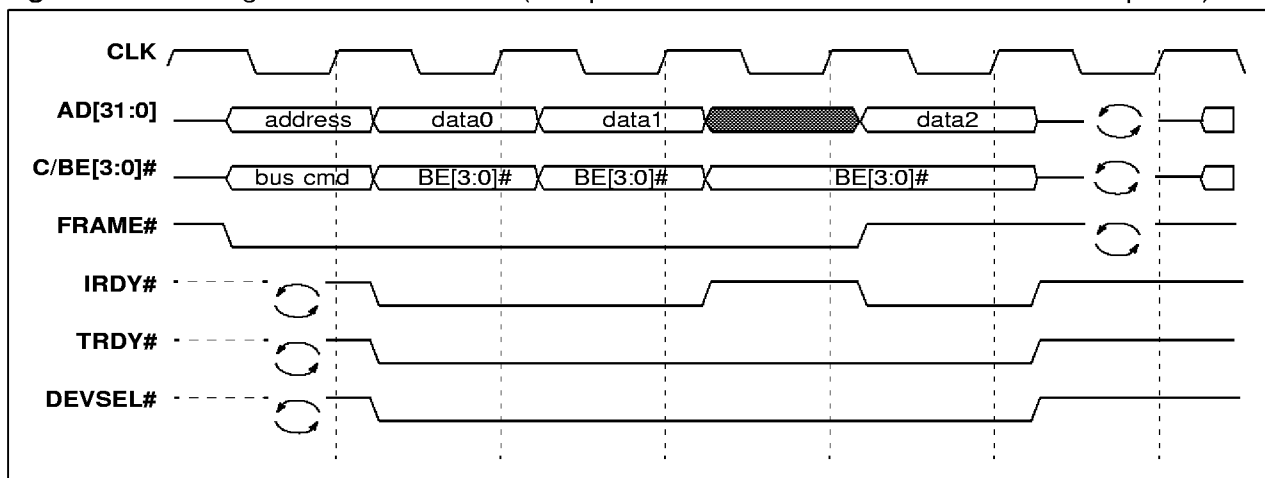 CLK
AD[31:0] address data0 data1 data2
C/BE[3:0]# bus cmd BE[3:0]# BE[3:0]# BE[3:0]#
FRAME#
IRDY#
TRDY#
DEVSEL#